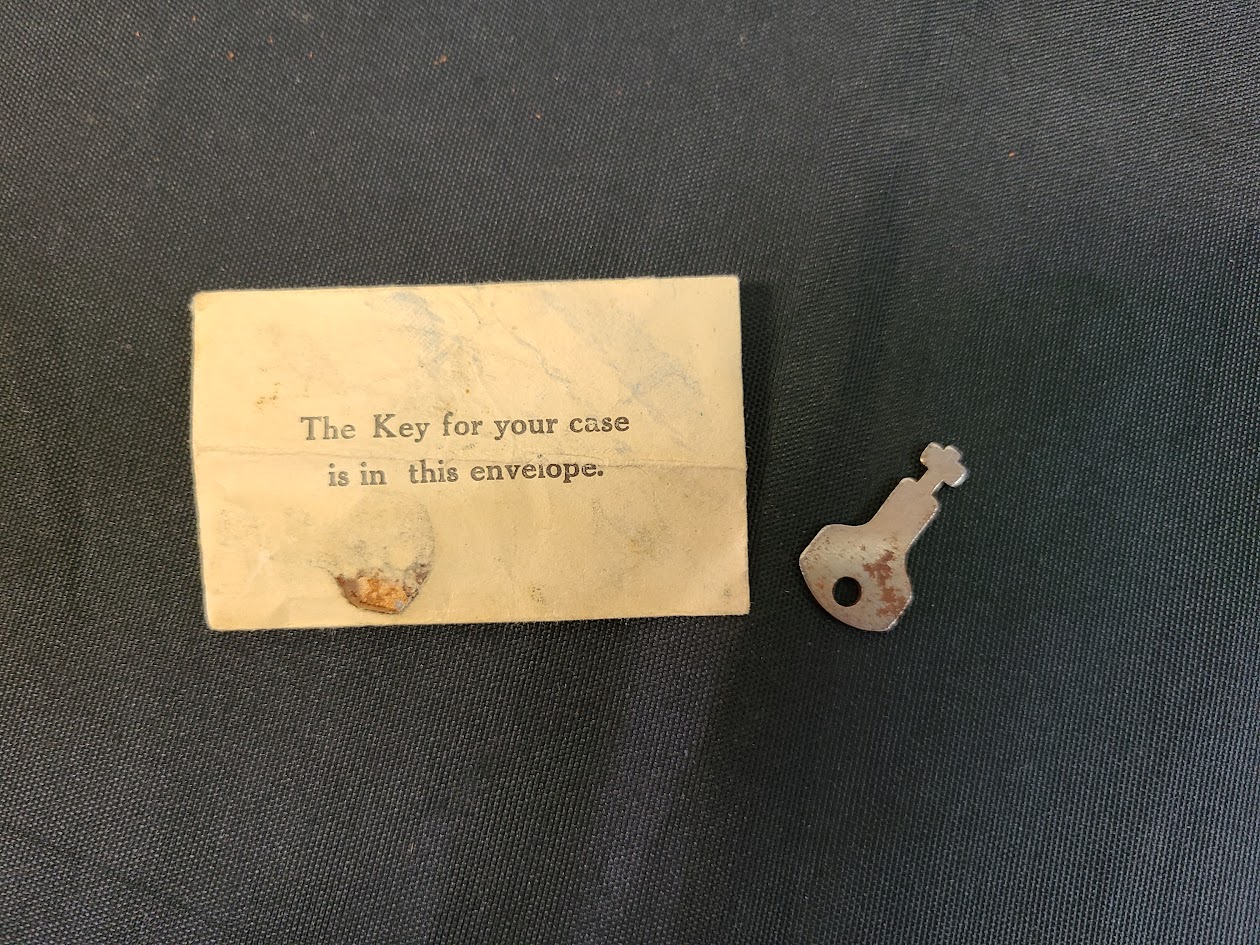 The Key for your case
is in this envelope.